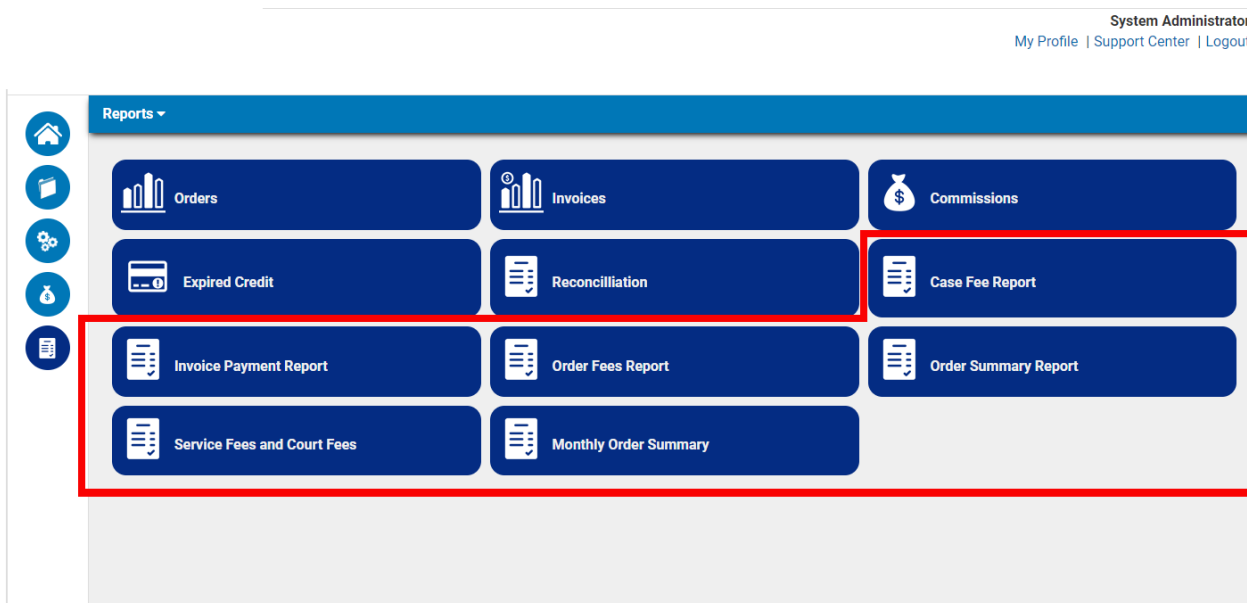 System Administrator
My Profile | Support Center | Logout
Reports
Orders
Invoices
Commissions
Expired Credit
Reconcilliation
Case Fee Report
Invoice Payment Report
Order Fees Report
Order Summary Report
Service Fees and Court Fees
Monthly Order Summary